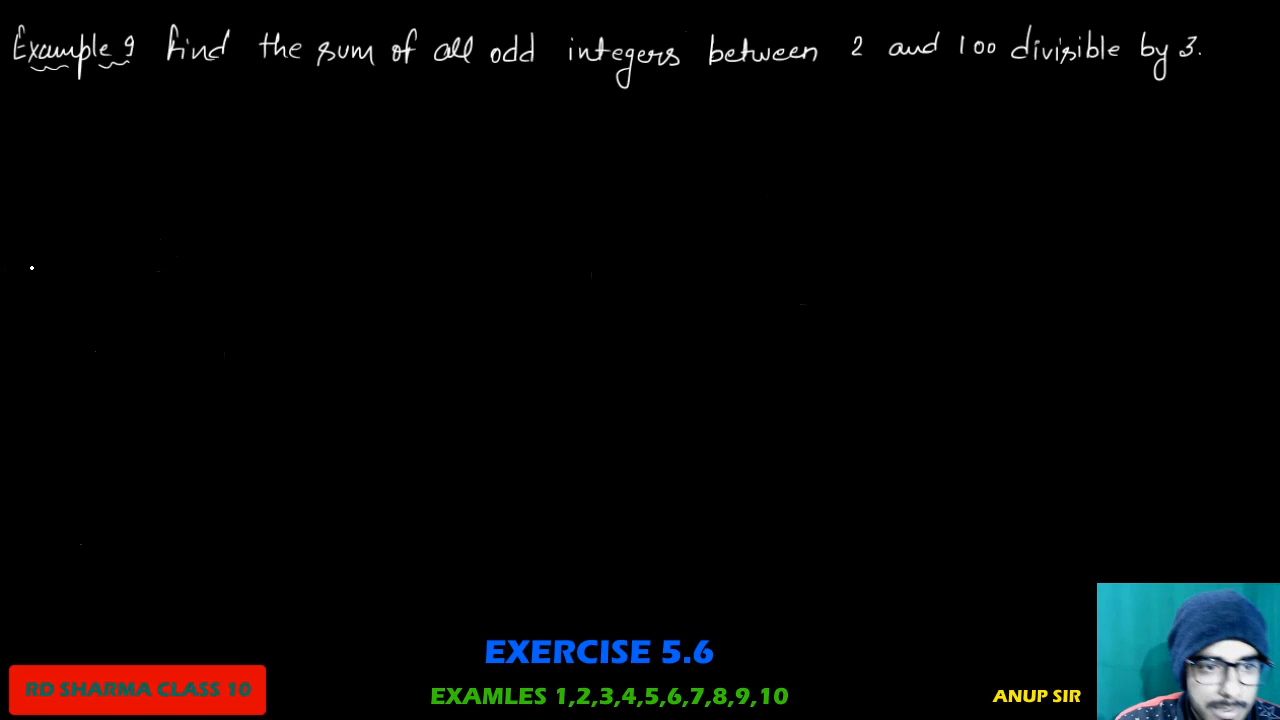 Example 9 Find the sum of all odd integers between 2 and 100 divisible by 3.
EXERCISE 5.6
RD SHARMA CLASS 10
EXAMLES 1,2,3,4,5,6,7,8,9,10
ANUP SIR